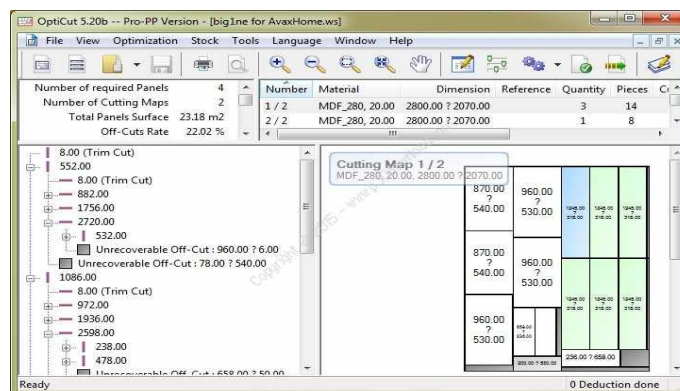 OptiCut 5.20b -- Pro-PP Version - [big1ne for AvaxHome.ws]
File View Optimization Stock Tools Language Window Help
Number of required Panels 4
Number of Cutting Maps 2
Total Panels Surface 23.18 m2
Off-Cuts Rate 22.02 %
Number Material Dimension Reference Quantity Pieces
1 / 2 MDF_280, 20.00 2800.00 ? 2070.00 3 14
2 / 2 MDF_280, 20.00 2800.00 ? 2070.00 1 8
8.00 (Trim Cut)
552.00
8.00 (Trim Cut)
882.00
1756.00
2720.00
532.00
Unrecoverable Off-Cut : 960.00 ? 6.00
Unrecoverable Off-Cut : 78.00 ? 540.00
1086.00
8.00 (Trim Cut)
972.00
1936.00
2598.00
238.00
478.00
Unrecoverable Off-Cut : 658.00 ? 50.00
Cutting Map 1 / 2
MDF_280, 20.00, 2800.00 ? 2070.00
870.00
?
540.00
960.00
?
530.00
870.00
?
540.00
960.00
?
530.00
960.00
?
530.00
236.00 ? 658.00
Ready
0 Deduction done